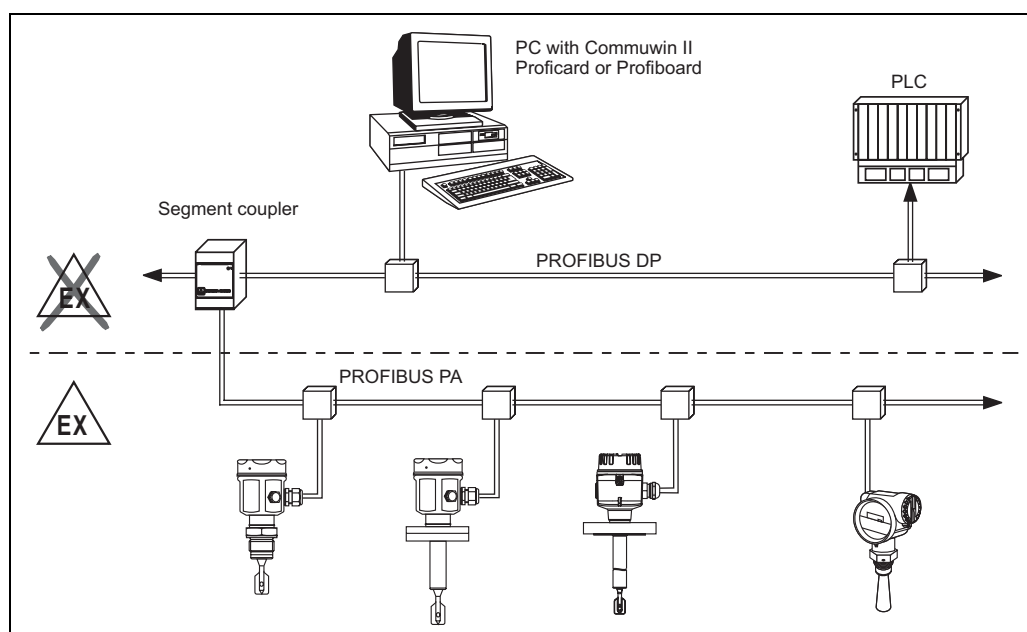 PC with Commuwin II
Proficard or Profiboard
PLC
Segment coupler
PROFIBUS DP
EX
PROFIBUS PA
EX